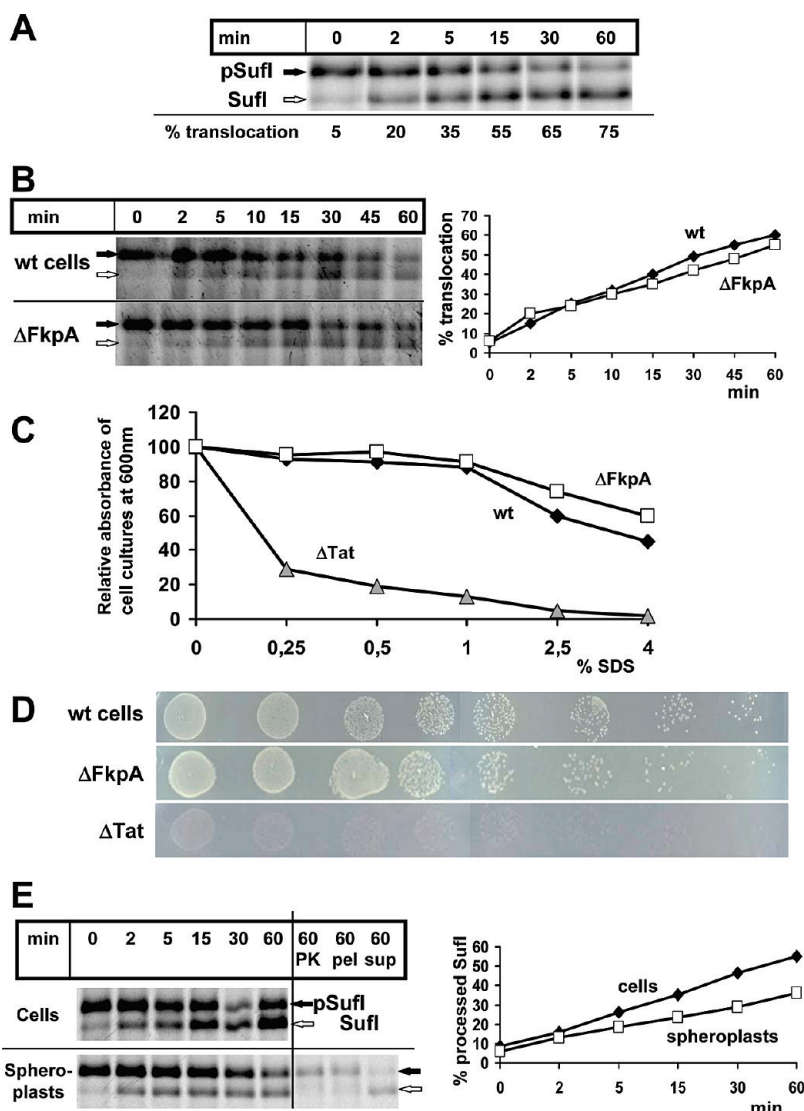 A
min 0 2 5 15 30 60
pSufI
SufI
% translocation 5 20 35 55 65 75
B
min 0 2 5 10 15 30 45 60
wt cells
ΔFkpA
% translocation
70
60
50
40
30
20
10
0
wt
ΔFkpA
0 2 5 10 15 30 45 60
min
C
Relative absorbance of
cell cultures at 600nm
120
100
80
60
40
20
0
ΔFkpA
wt
ΔTat
0 0,25 0,5 1 2,5 4
% SDS
D
wt cells
ΔFkpA
ΔTat
E
min 0 2 5 15 30 60 60 60 60
PK pel sup
Cells
pSufI
SufI
Sphero-
plasts
% processed SufI
60
50
40
30
20
10
0
cells
spheroplasts
0 2 5 15 30 60
min